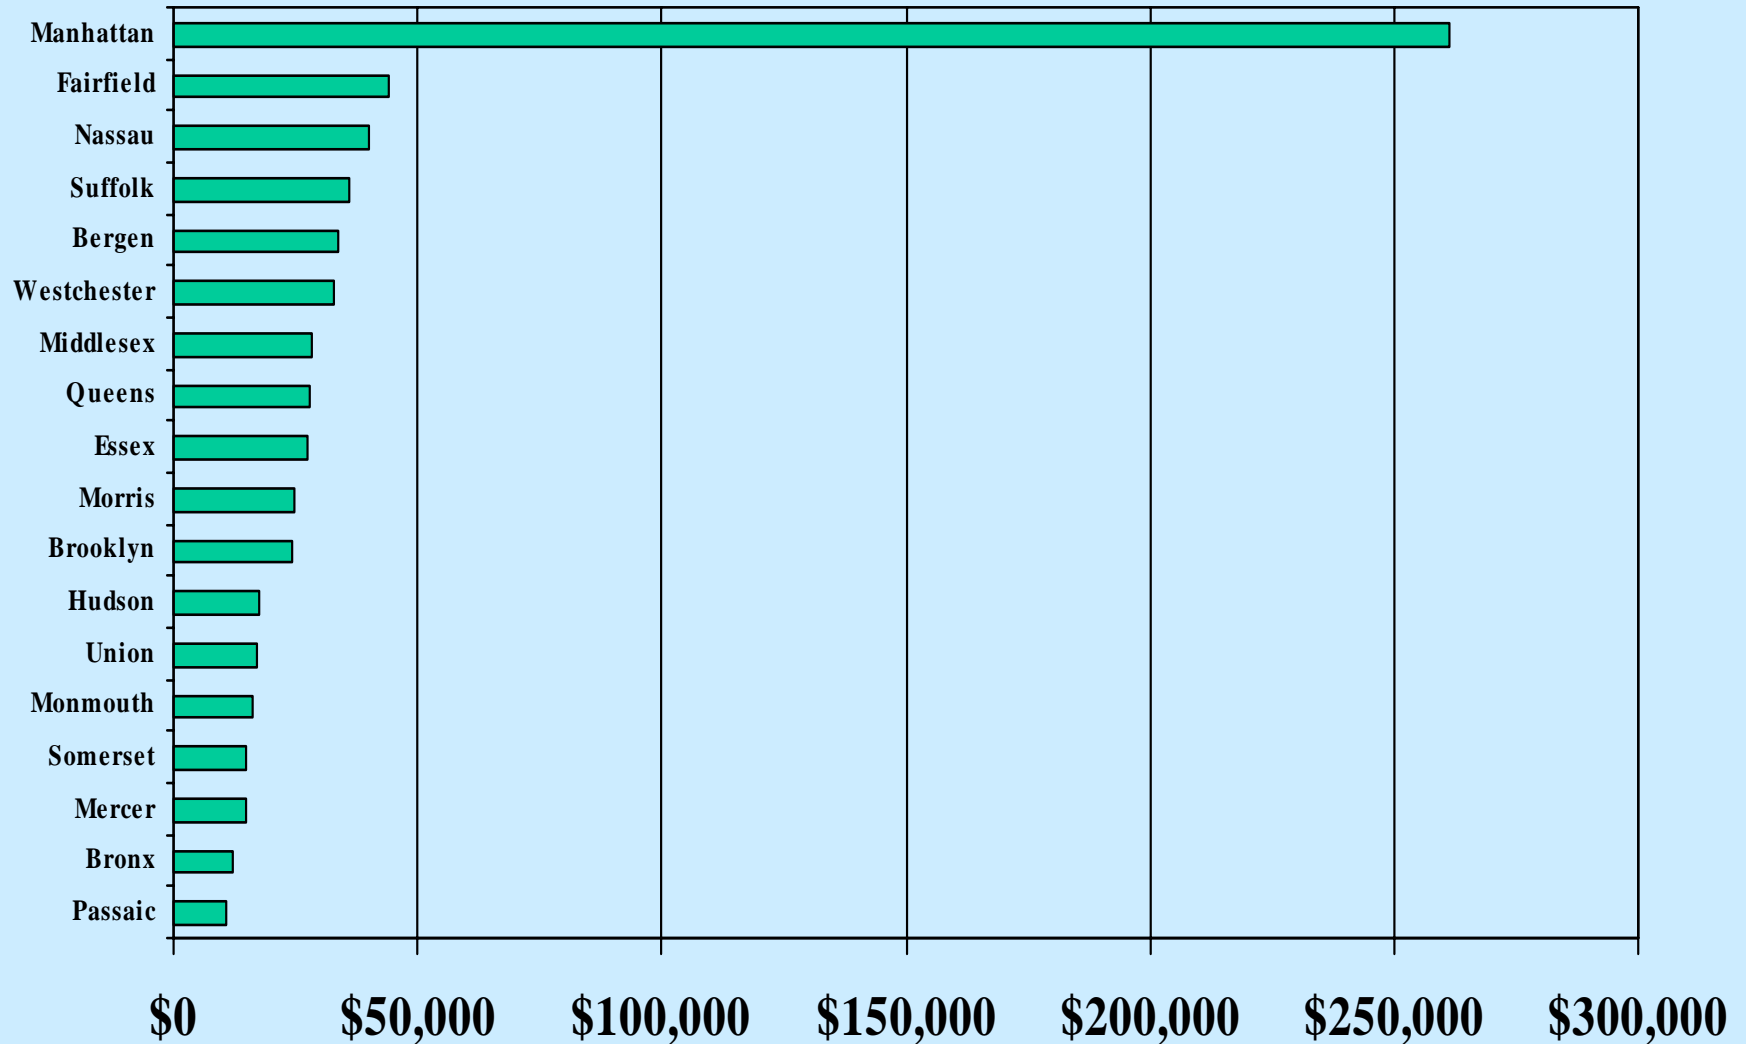 Manhattan
Fairfield
Nassau
Suffolk
Bergen
Westchester
Middlesex
Queens
Essex
Morris
Brooklyn
Hudson
Union
Monmouth
Somerset
Mercer
Bronx
Passaic
$0 $50,000 $100,000 $150,000 $200,000 $250,000 $300,000